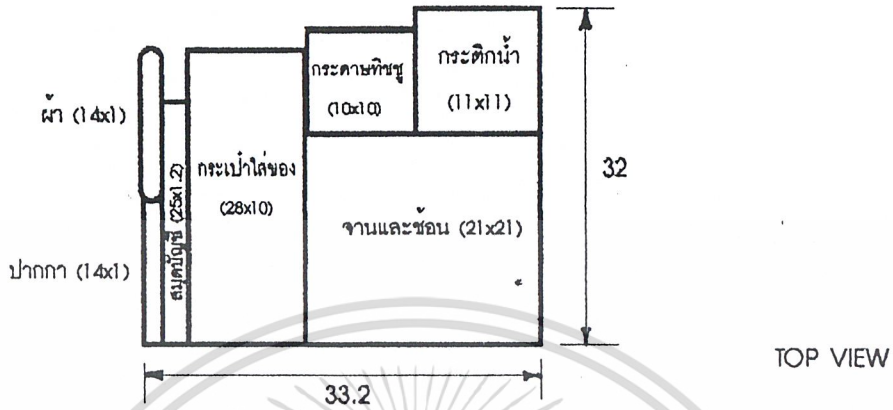 ผ้า (14x1)
ปากกา (14x1)
สมุดบัญชี (25x1.2)
กระเป๋าใส่ของ
(28x10)
กระดาษทิชชู
(10x10)
กระติกน้ำ
(11x11)
จานและช้อน (21x21)
32
33.2
TOP VIEW